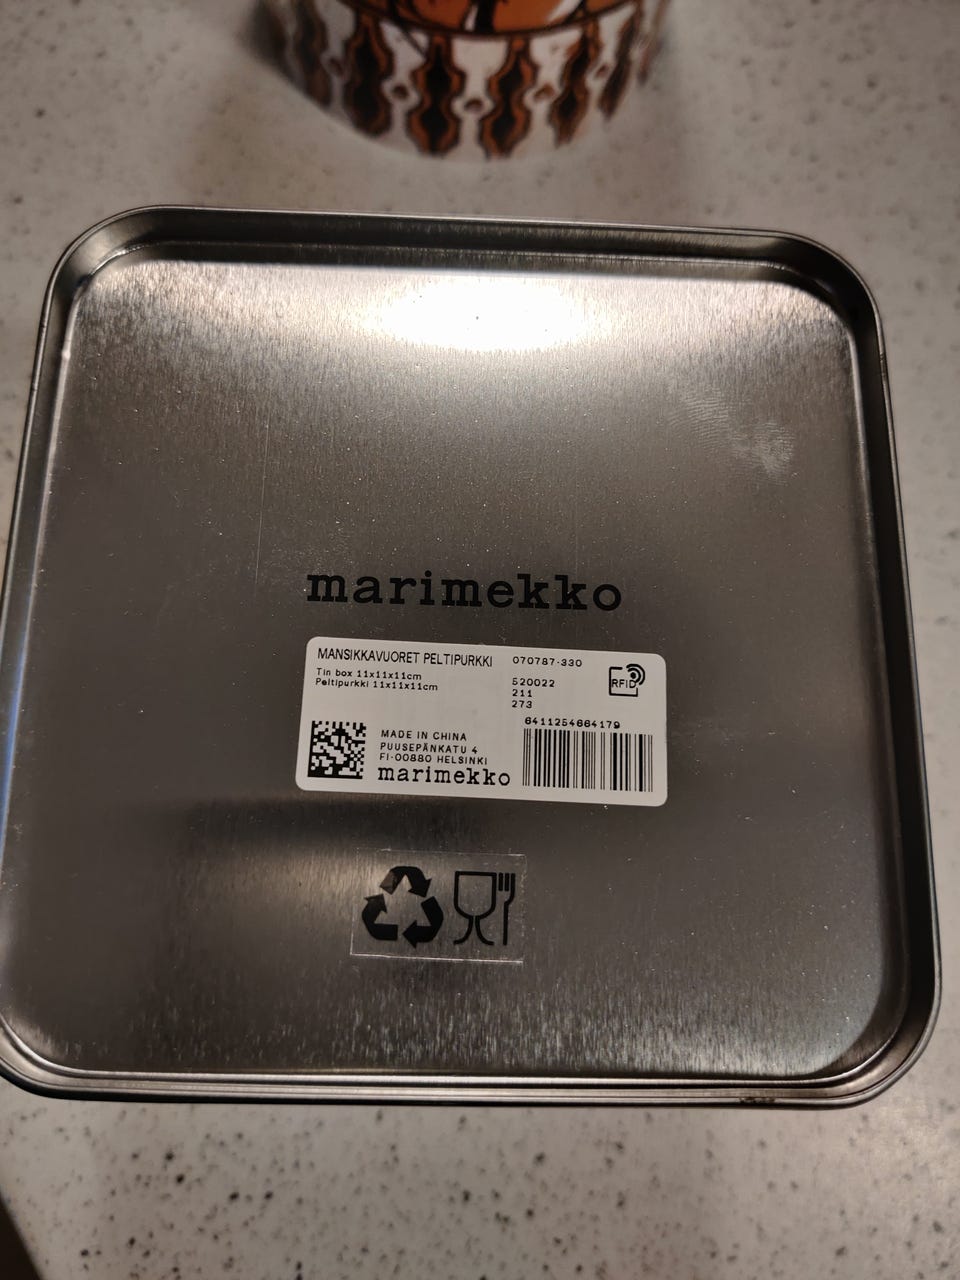 marimekko
MANSIKKAVUORET PELTIPURKKI 070787-330
Tin box 11x11x11cm 520022
Peltipurkki 11x11x11cm 211
273
RFID
6411254664179
MADE IN CHINA
PUUSEPÄNKATU 4
FI-00880 HELSINKI
marimekko